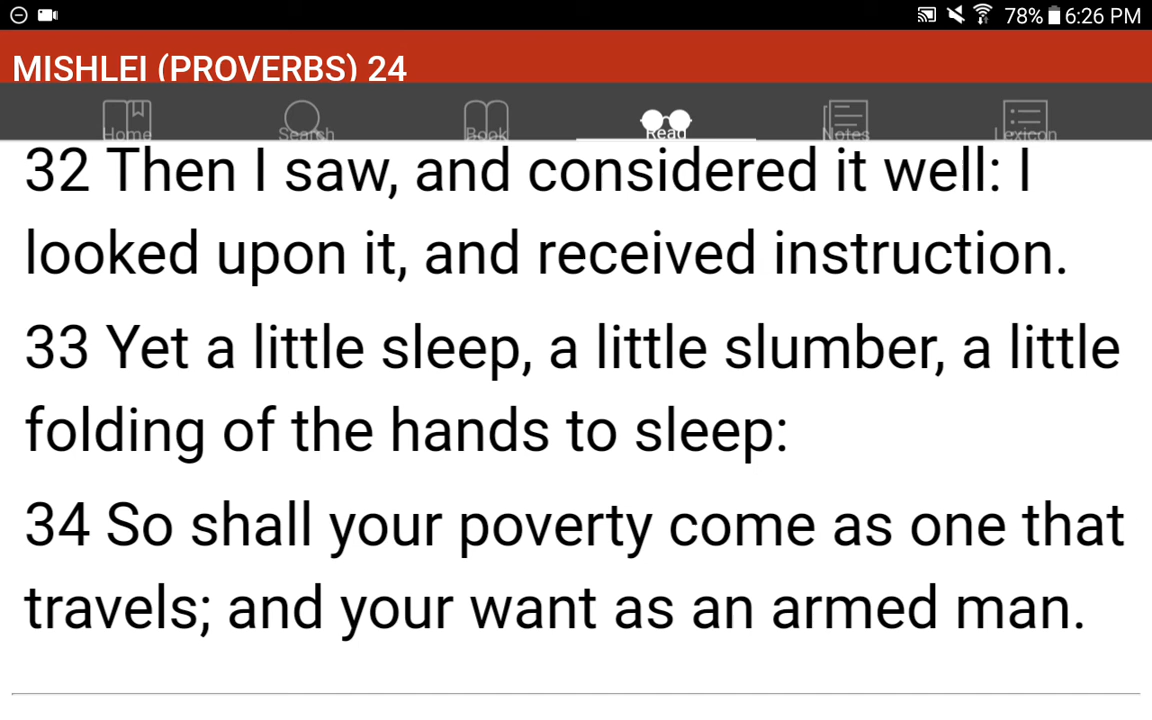 78% 6:26 PM
MISHLEI (PROVERBS) 24
Home Search Book Read Notes Lexicon
32 Then I saw, and considered it well: I
looked upon it, and received instruction.
33 Yet a little sleep, a little slumber, a little
folding of the hands to sleep:
34 So shall your poverty come as one that
travels; and your want as an armed man.